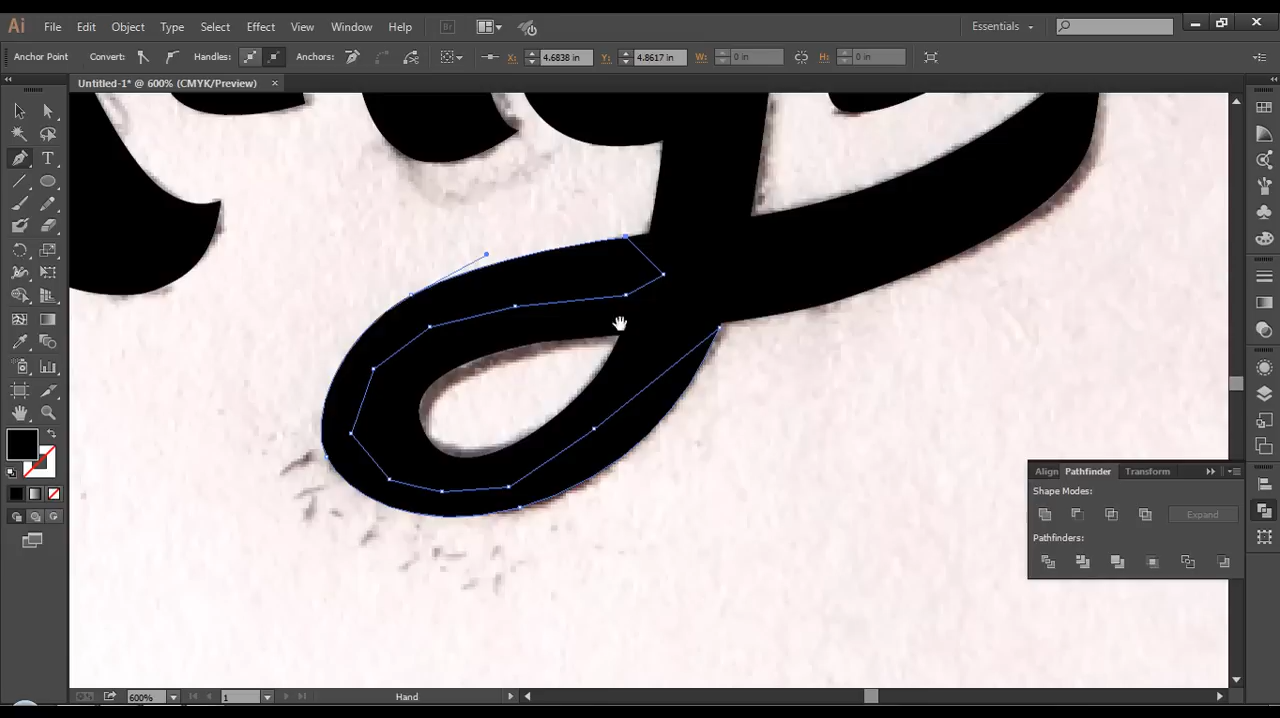 Ai File Edit Object Type Select Effect View Window Help Br Essentials
Anchor Point Convert: Handles: Anchors: X: 4.6838 in Y: 4.8617 in W: 0 in H: 0 in
Untitled-1* @ 600% (CMYK/Preview) ×
Align Pathfinder Transform
Shape Modes:
Expand
Pathfinders:
600% 1 Hand